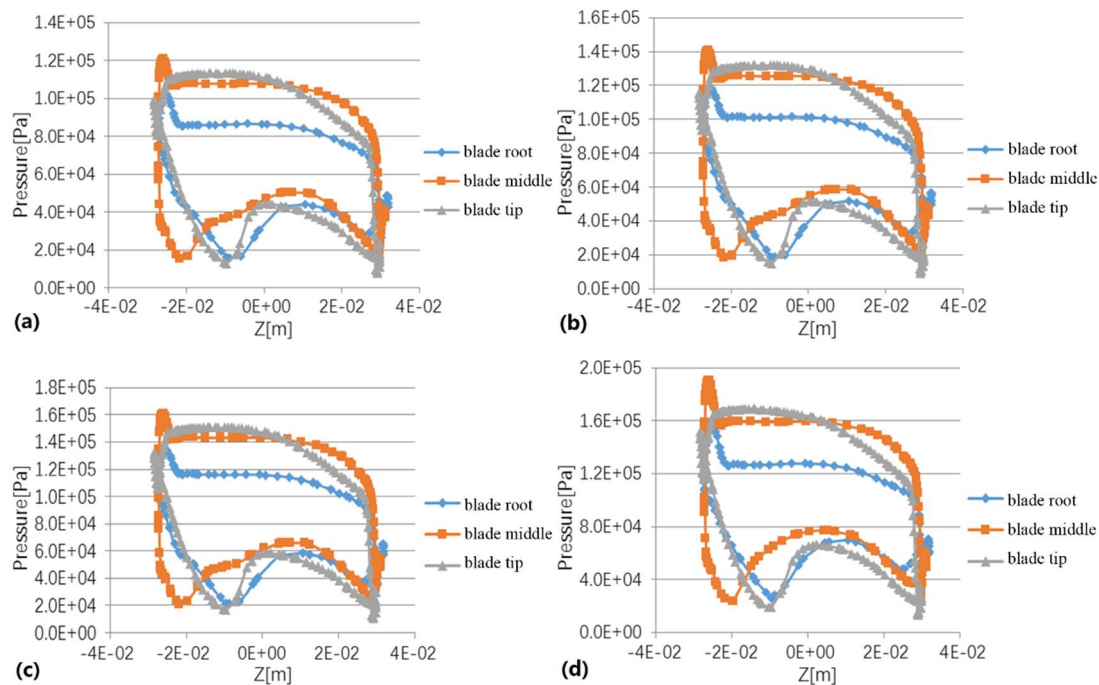 1.4E+05
1.2E+05
1.0E+05
8.0E+04
6.0E+04
4.0E+04
2.0E+04
0.0E+00
Pressure[Pa]
-4E-02 -2E-02 0E+00 2E-02 4E-02
Z[m]
blade root
blade middle
blade tip
(a)
1.6E+05
1.4E+05
1.2E+05
1.0E+05
8.0E+04
6.0E+04
4.0E+04
2.0E+04
0.0E+00
Pressure[Pa]
-4E-02 -2E-02 0E+00 2E-02 4E-02
Z[m]
blade root
blade middle
blade tip
(b)
1.8E+05
1.6E+05
1.4E+05
1.2E+05
1.0E+05
8.0E+04
6.0E+04
4.0E+04
2.0E+04
0.0E+00
Pressure[Pa]
-4E-02 -2E-02 0E+00 2E-02 4E-02
Z[m]
blade root
blade middle
blade tip
(c)
2.0E+05
1.6E+05
1.2E+05
8.0E+04
4.0E+04
0.0E+00
Pressure[Pa]
-4E-02 -2E-02 0E+00 2E-02 4E-02
Z[m]
blade root
blade middle
blade tip
(d)